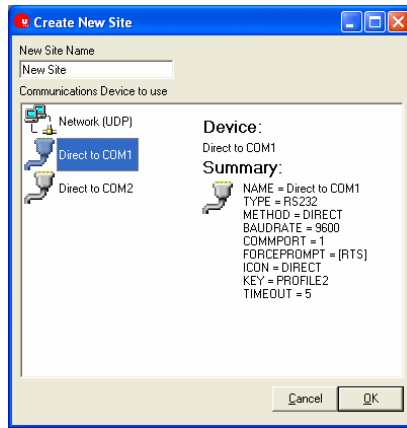 Create New Site
New Site Name
New Site
Communications Device to use
Network (UDP)
Direct to COM1
Direct to COM2
Device:
Direct to COM1
Summary:
NAME = Direct to COM1
TYPE = RS232
METHOD = DIRECT
BAUDRATE = 9600
COMMPORT = 1
FORCEPROMPT = [RTS]
ICON = DIRECT
KEY = PROFILE2
TIMEOUT = 5
Cancel
OK